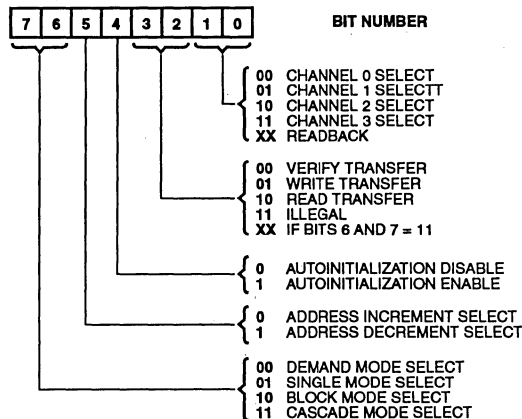 7 6 5 4 3 2 1 0 BIT NUMBER
00 CHANNEL 0 SELECT
01 CHANNEL 1 SELECTT
10 CHANNEL 2 SELECT
11 CHANNEL 3 SELECT
XX READBACK
00 VERIFY TRANSFER
01 WRITE TRANSFER
10 READ TRANSFER
11 ILLEGAL
XX IF BITS 6 AND 7 = 11
0 AUTOINITIALIZATION DISABLE
1 AUTOINITIALIZATION ENABLE
0 ADDRESS INCREMENT SELECT
1 ADDRESS DECREMENT SELECT
00 DEMAND MODE SELECT
01 SINGLE MODE SELECT
10 BLOCK MODE SELECT
11 CASCADE MODE SELECT